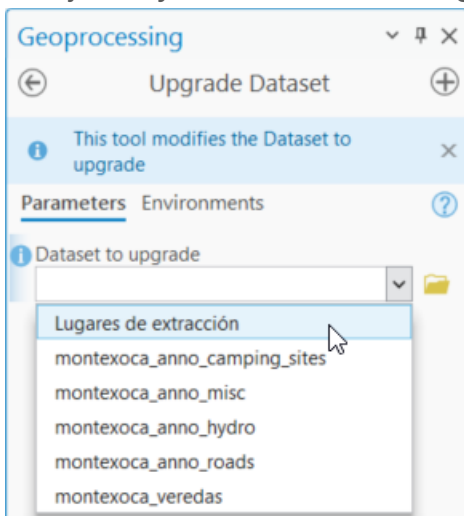 Geoprocessing
Upgrade Dataset
This tool modifies the Dataset to
upgrade
Parameters Environments
Dataset to upgrade
Lugares de extracción
montexoca_anno_camping_sites
montexoca_anno_misc
montexoca_anno_hydro
montexoca_anno_roads
montexoca_veredas